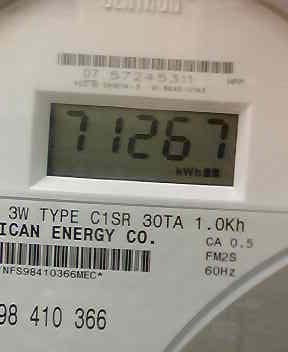 07 57245311
71267
kWh
3W TYPE C1SR 30TA 1.0Kh
ICAN ENERGY CO.
CA 0.5
FM2S
60Hz
NFS98410366MEC*
98 410 366